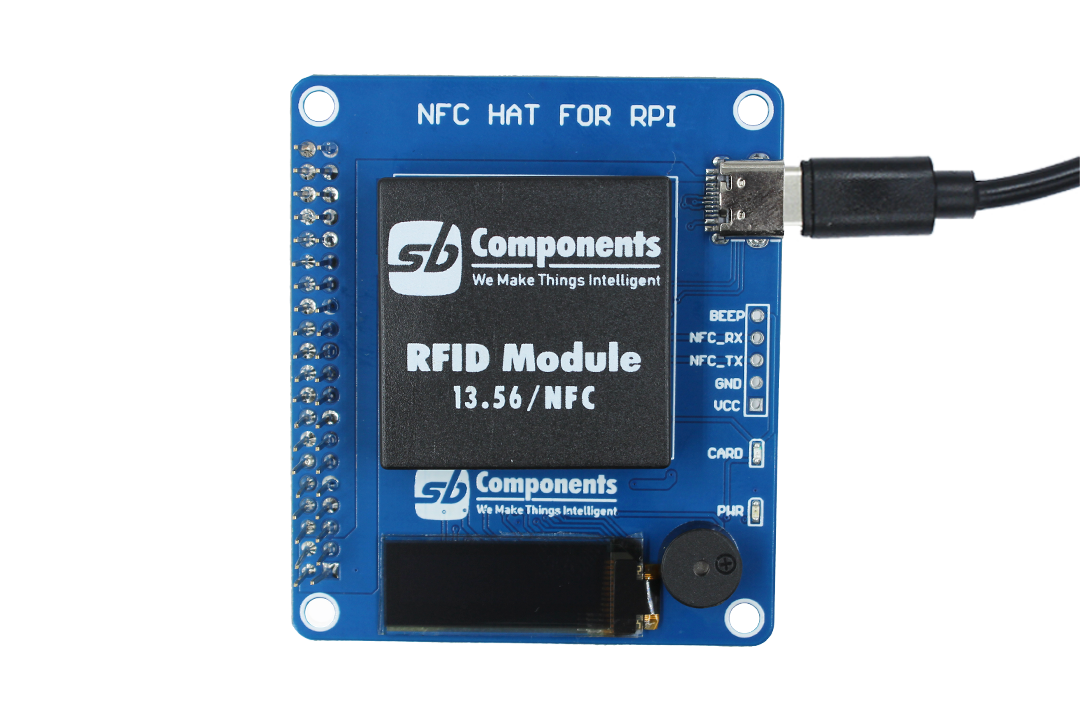 NFC HAT FOR RPI
sb Components
We Make Things Intelligent
RFID Module
13.56/NFC
BEEP
NFC_RX
NFC_TX
GND
VCC
CARD
PWR
sb Components
We Make Things Intelligent
+